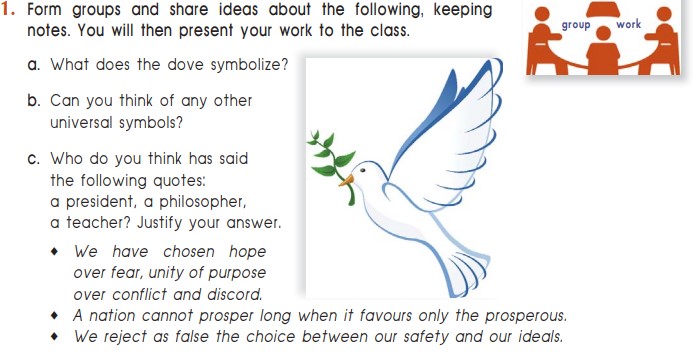 1. Form groups and share ideas about the following, keeping
notes. You will then present your work to the class.
group work
a. What does the dove symbolize?
b. Can you think of any other
universal symbols?
c. Who do you think has said
the following quotes:
a president, a philosopher,
a teacher? Justify your answer.
♦ We have chosen hope
over fear, unity of purpose
over conflict and discord.
♦ A nation cannot prosper long when it favours only the prosperous.
♦ We reject as false the choice between our safety and our ideals.